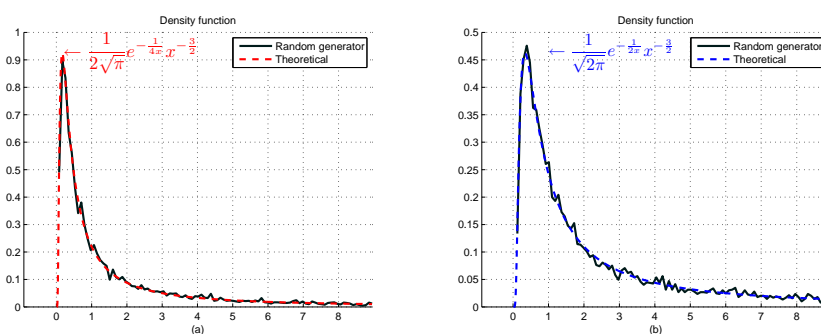 Density function
← 1/(2√π) e^{-1/(4x)} x^{-3/2}
Random generator
Theoretical
1
0.9
0.8
0.7
0.6
0.5
0.4
0.3
0.2
0.1
0
0 1 2 3 4 5 6 7 8
(a)
Density function
← 1/√(2π) e^{-1/(2x)} x^{-3/2}
Random generator
Theoretical
0.5
0.45
0.4
0.35
0.3
0.25
0.2
0.15
0.1
0.05
0
0 1 2 3 4 5 6 7 8
(b)